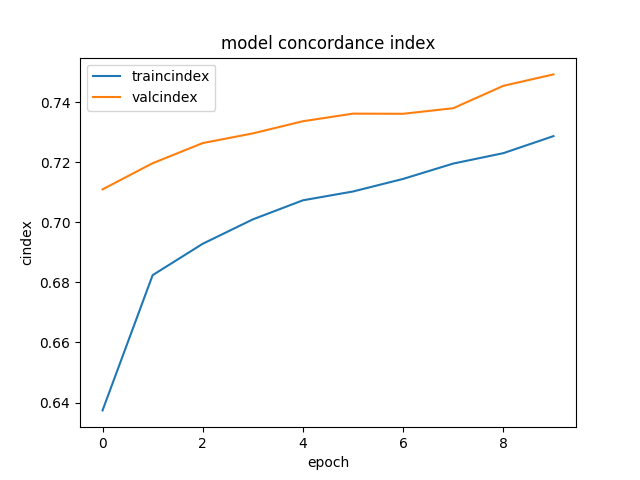 model concordance index
traincindex
valcindex
cindex
0.74
0.72
0.70
0.68
0.66
0.64
0 2 4 6 8
epoch